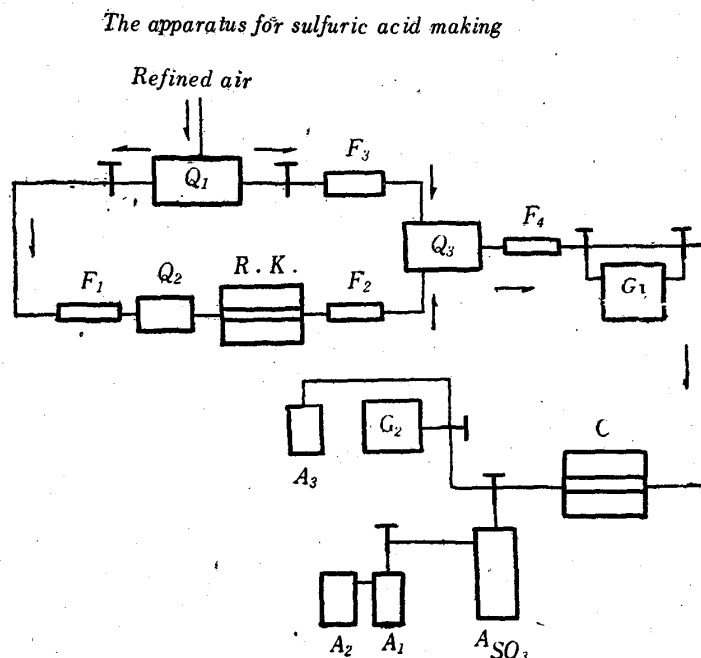 The apparatus for sulfuric acid making
Refined air
Q1
F3
F4
Q3
G1
F1
Q2
R. K.
F2
C
G2
A3
A2
A1
ASO3